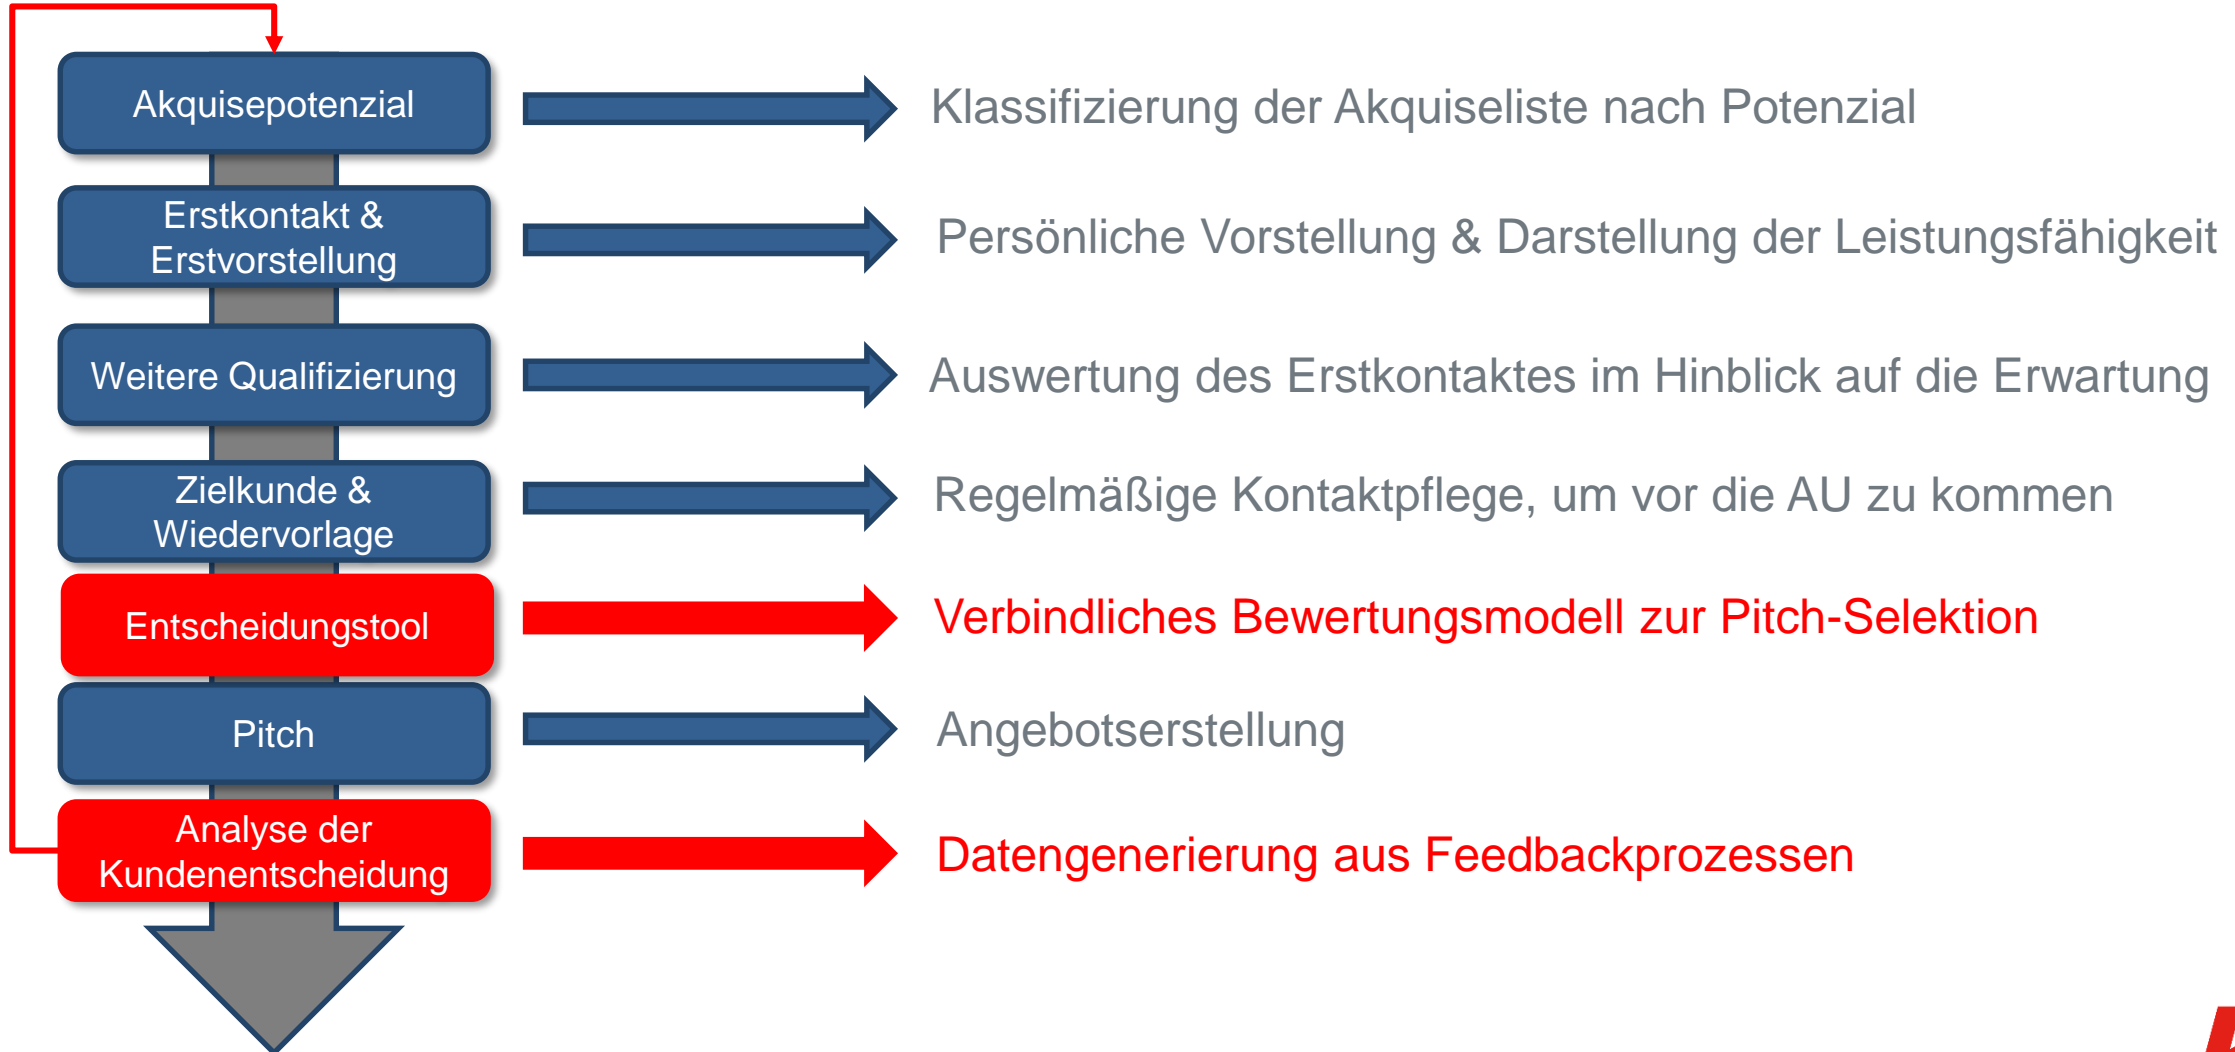 Akquisepotenzial
Klassifizierung der Akquiseliste nach Potenzial
Erstkontakt &
Erstvorstellung
Persönliche Vorstellung & Darstellung der Leistungsfähigkeit
Weitere Qualifizierung
Auswertung des Erstkontaktes im Hinblick auf die Erwartung
Zielkunde &
Wiedervorlage
Regelmäßige Kontaktpflege, um vor die AU zu kommen
Entscheidungstool
Verbindliches Bewertungsmodell zur Pitch-Selektion
Pitch
Angebotserstellung
Analyse der
Kundenentscheidung
Datengenerierung aus Feedbackprozessen